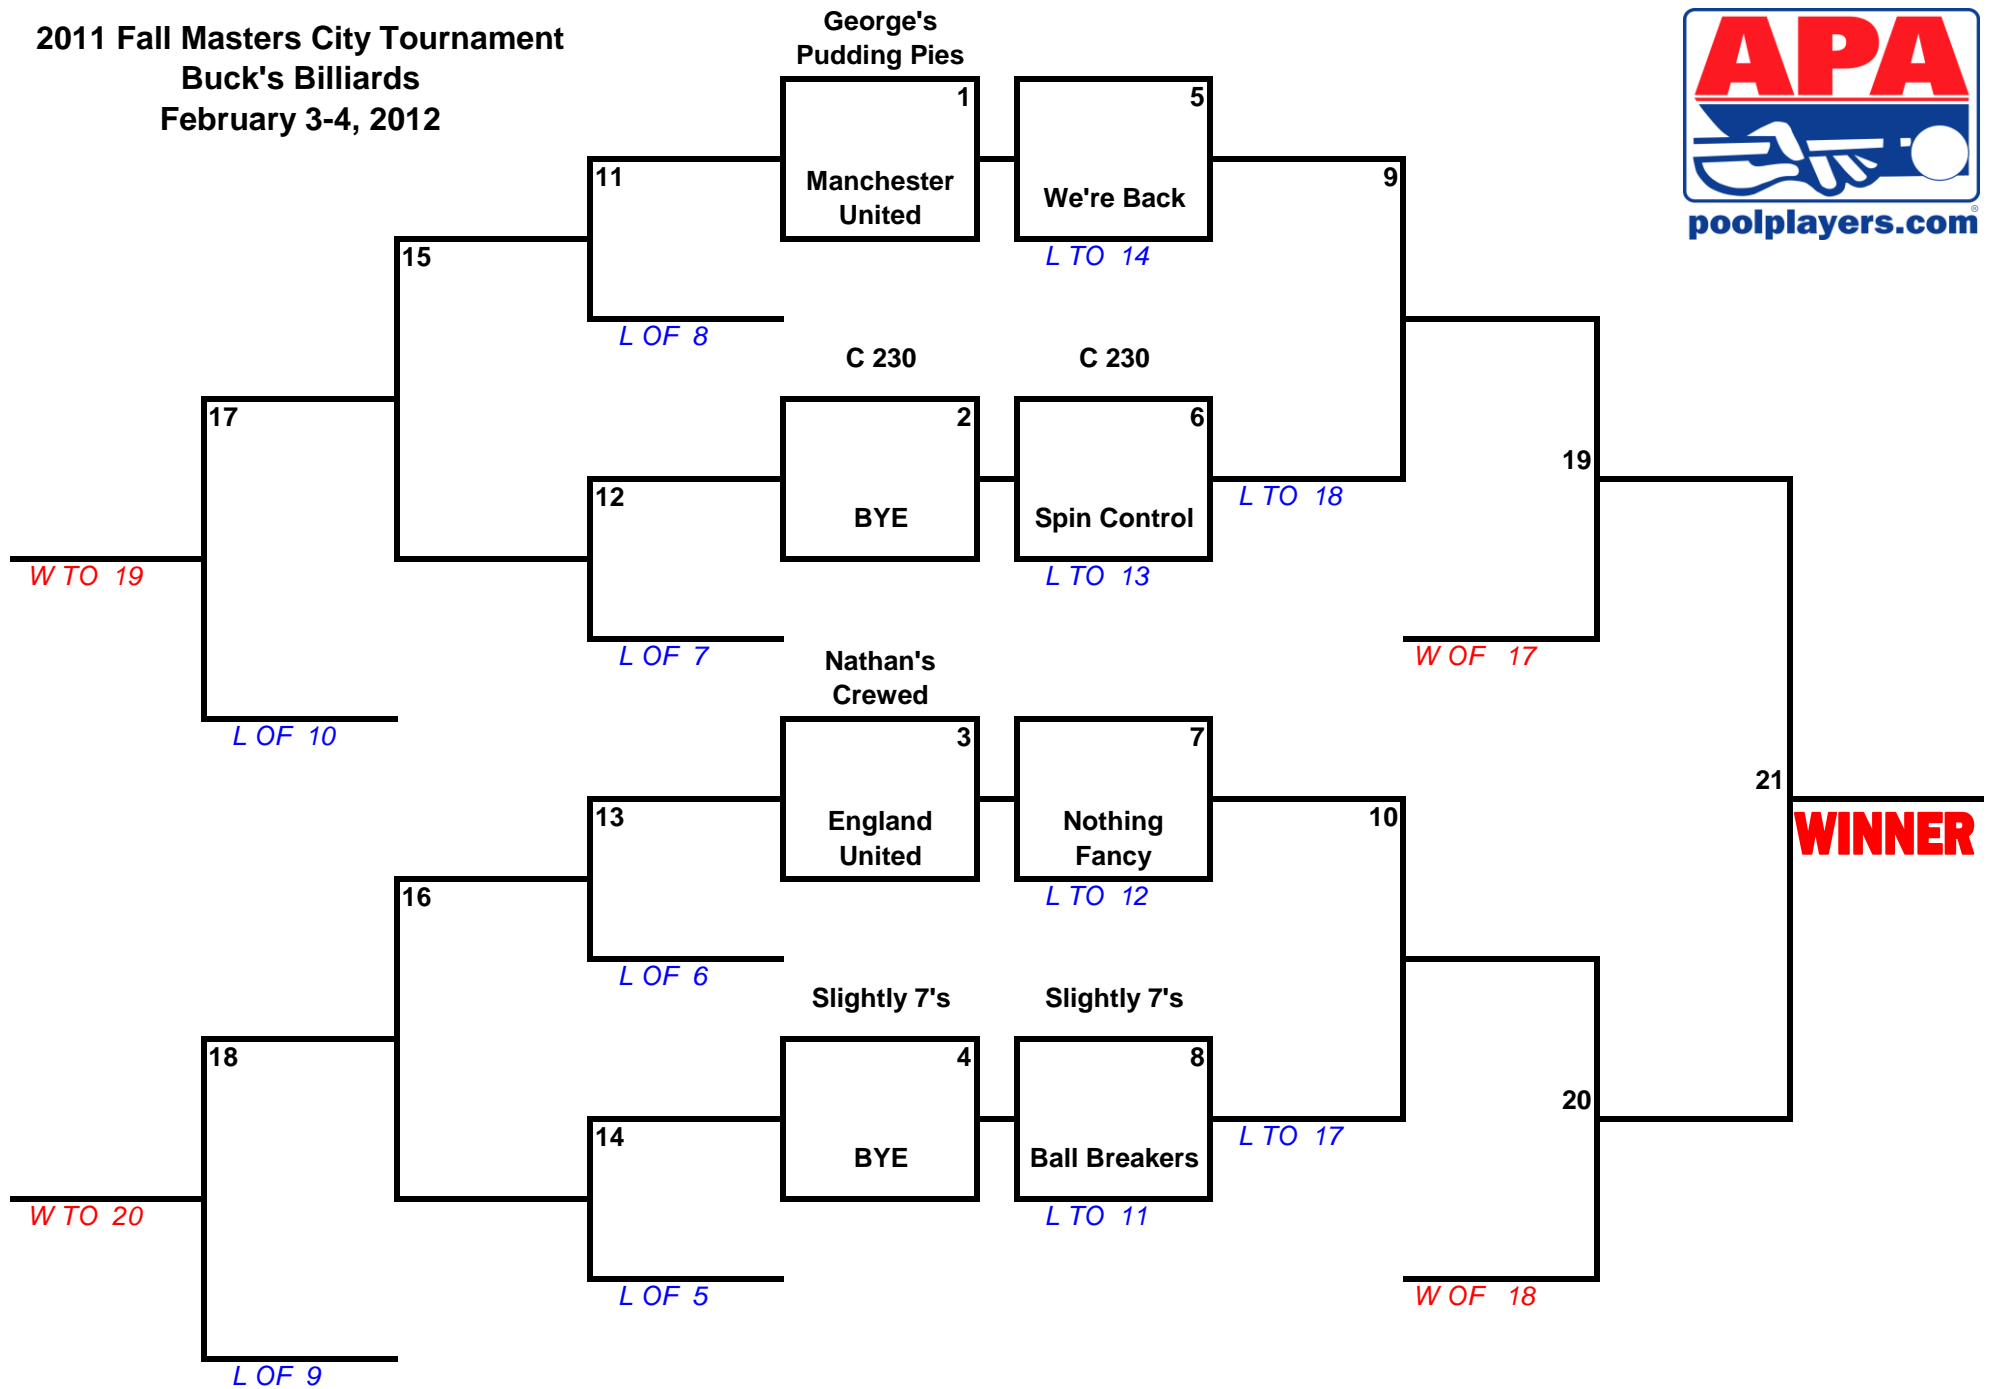 2011 Fall Masters City Tournament
Buck's Billiards
February 3-4, 2012
APA
poolplayers.com
®
George's
Pudding Pies
1
5
Manchester
United
We're Back
11
9
15
L TO 14
L OF 8
C 230
C 230
17
2
6
19
12
BYE
Spin Control
L TO 18
W TO 19
L TO 13
L OF 7
W OF 17
Nathan's
Crewed
L OF 10
3
7
21
13
England
United
Nothing
Fancy
10
WINNER
16
L TO 12
L OF 6
Slightly 7's
Slightly 7's
18
4
8
20
14
BYE
Ball Breakers
L TO 17
W TO 20
L TO 11
L OF 5
W OF 18
L OF 9